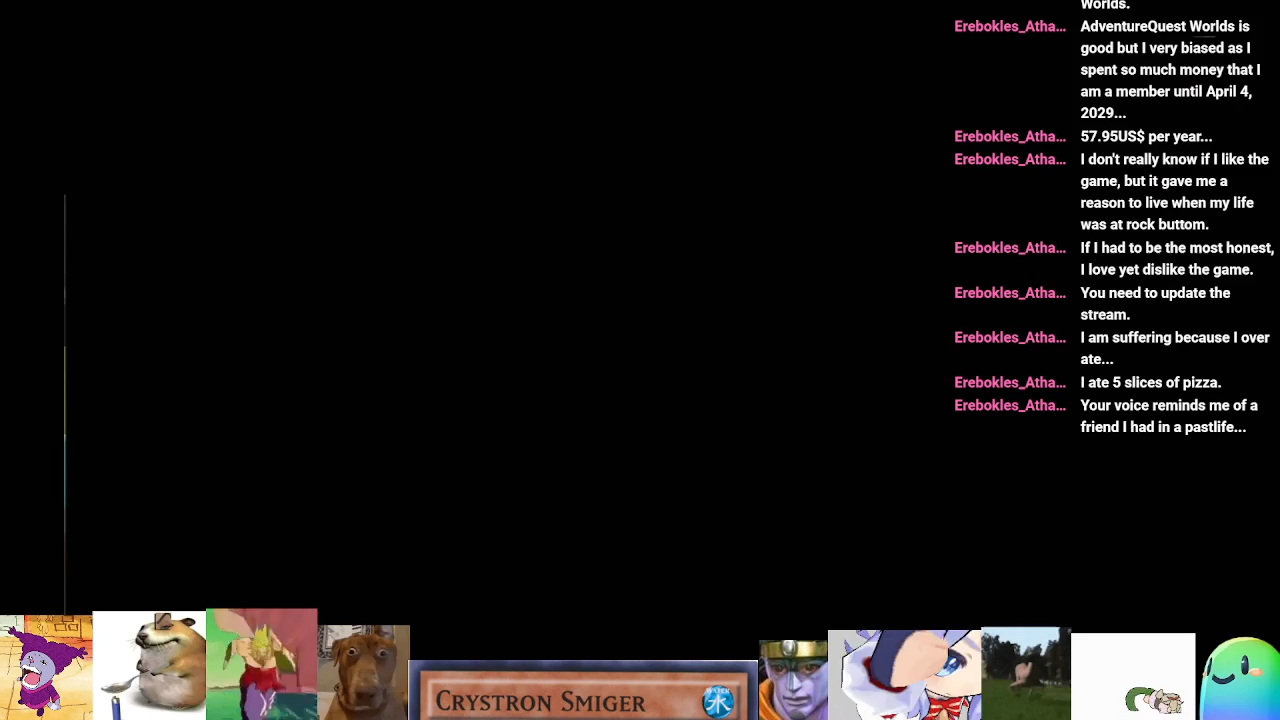 Worlds.
Erebokles_Atha... AdventureQuest Worlds is
good but I very biased as I
spent so much money that I
am a member until April 4,
2029...
Erebokles_Atha... 57.95US$ per year...
Erebokles_Atha... I don't really know if I like the
game, but it gave me a
reason to live when my life
was at rock buttom.
Erebokles_Atha... If I had to be the most honest,
I love yet dislike the game.
Erebokles_Atha... You need to update the
stream.
Erebokles_Atha... I am suffering because I over
ate...
Erebokles_Atha... I ate 5 slices of pizza.
Erebokles_Atha... Your voice reminds me of a
friend I had in a pastlife...
Crystron Smiger
WATER
水